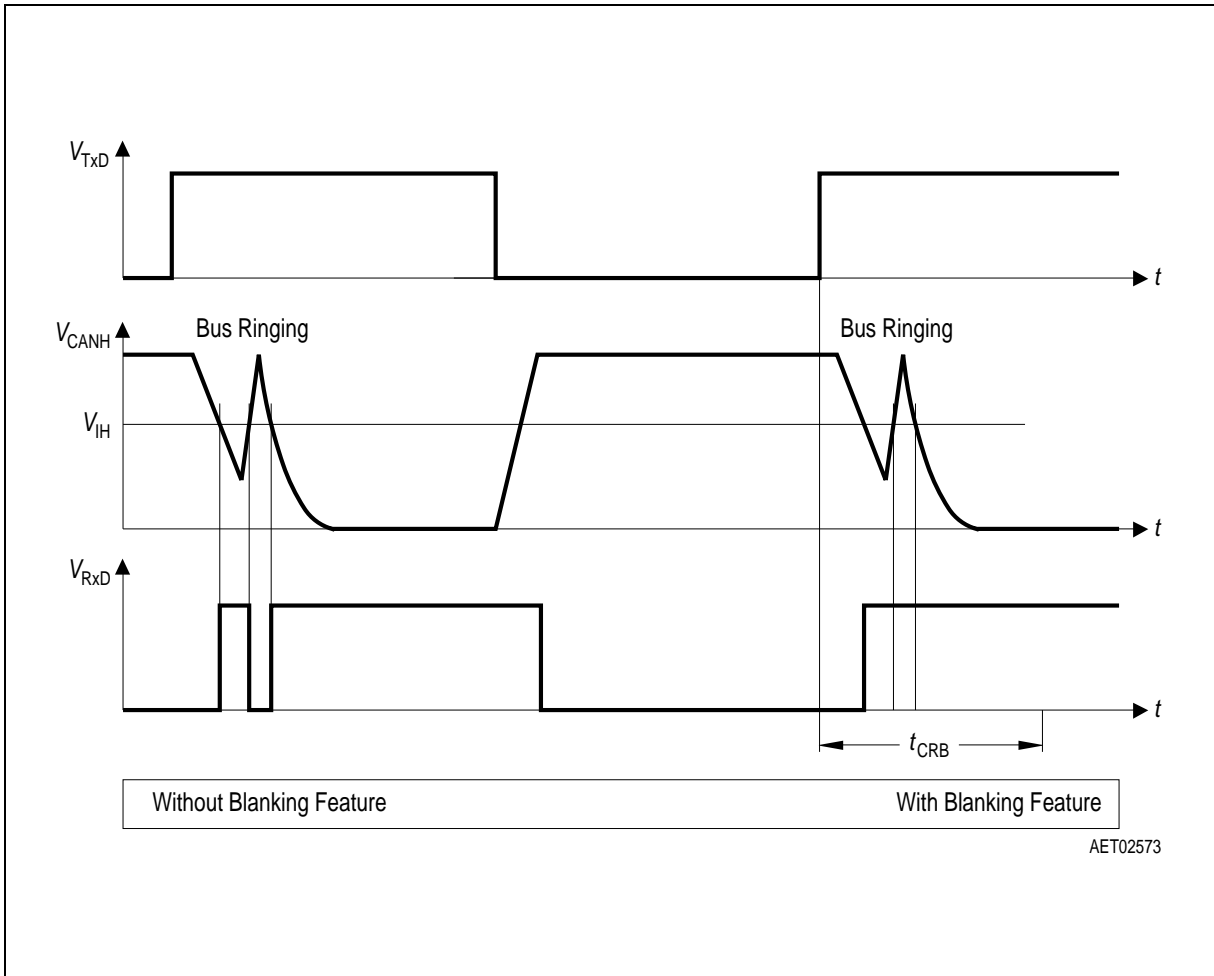 VTxD
t
VCANH
Bus Ringing
Bus Ringing
VIH
t
VRxD
t
tCRB
Without Blanking Feature
With Blanking Feature
AET02573